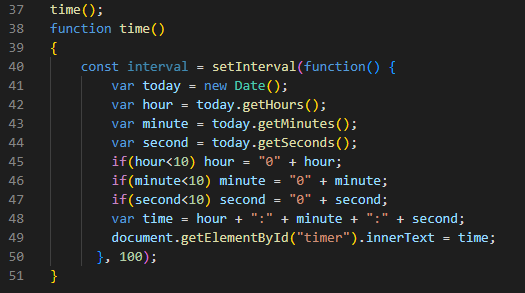 37 time();
38 function time()
39 {
40     const interval = setInterval(function() {
41         var today = new Date();
42         var hour = today.getHours();
43         var minute = today.getMinutes();
44         var second = today.getSeconds();
45         if(hour<10) hour = "0" + hour;
46         if(minute<10) minute = "0" + minute;
47         if(second<10) second = "0" + second;
48         var time = hour + ":" + minute + ":" + second;
49         document.getElementById("timer").innerText = time;
50       }, 100);
51 }